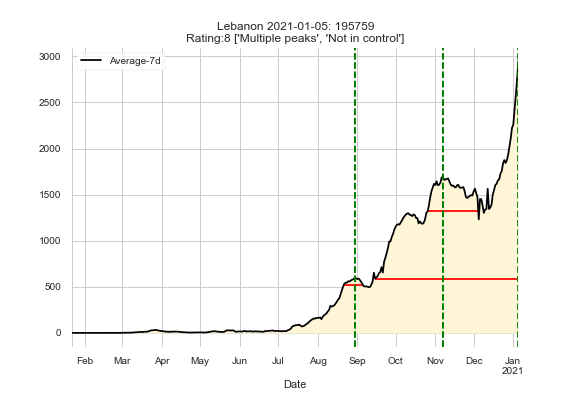 Lebanon 2021-01-05: 195759
Rating:8 ['Multiple peaks', 'Not in control']
Average-7d
3000
2500
2000
1500
1000
500
0
Feb Mar Apr May Jun Jul Aug Sep Oct Nov Dec Jan
2021
Date